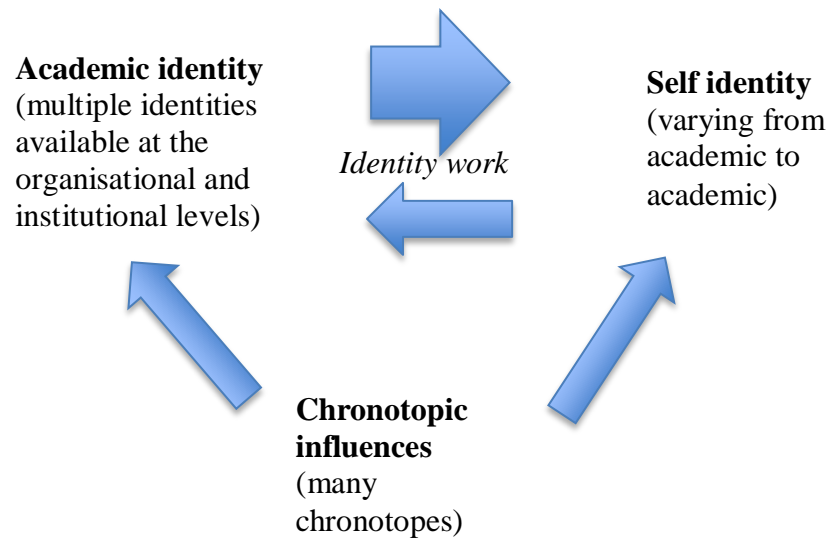 Academic identity
(multiple identities
available at the
organisational and
institutional levels)
Identity work
Self identity
(varying from
academic to
academic)
Chronotopic
influences
(many
chronotopes)